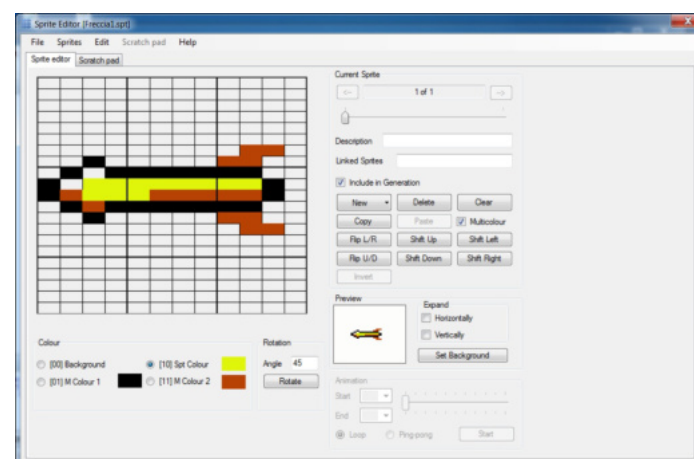 Sprite Editor [Freccia1.spt]
File Sprites Edit Scratch pad Help
Sprite editor Scratch pad
Current Sprite
<- 1 of 1 ->
Description
Linked Sprites
Include in Generation
New Delete Clear
Copy Paste Multicolour
Flip L/R Shift Up Shift Left
Flip U/D Shift Down Shift Right
Invert
Preview
Expand
Horizontally
Vertically
Set Background
Colour
[00] Background [10] Spt Colour
[01] M Colour 1 [11] M Colour 2
Rotation
Angle 45
Rotate
Animation
Start
End
Loop Ping-pong Start